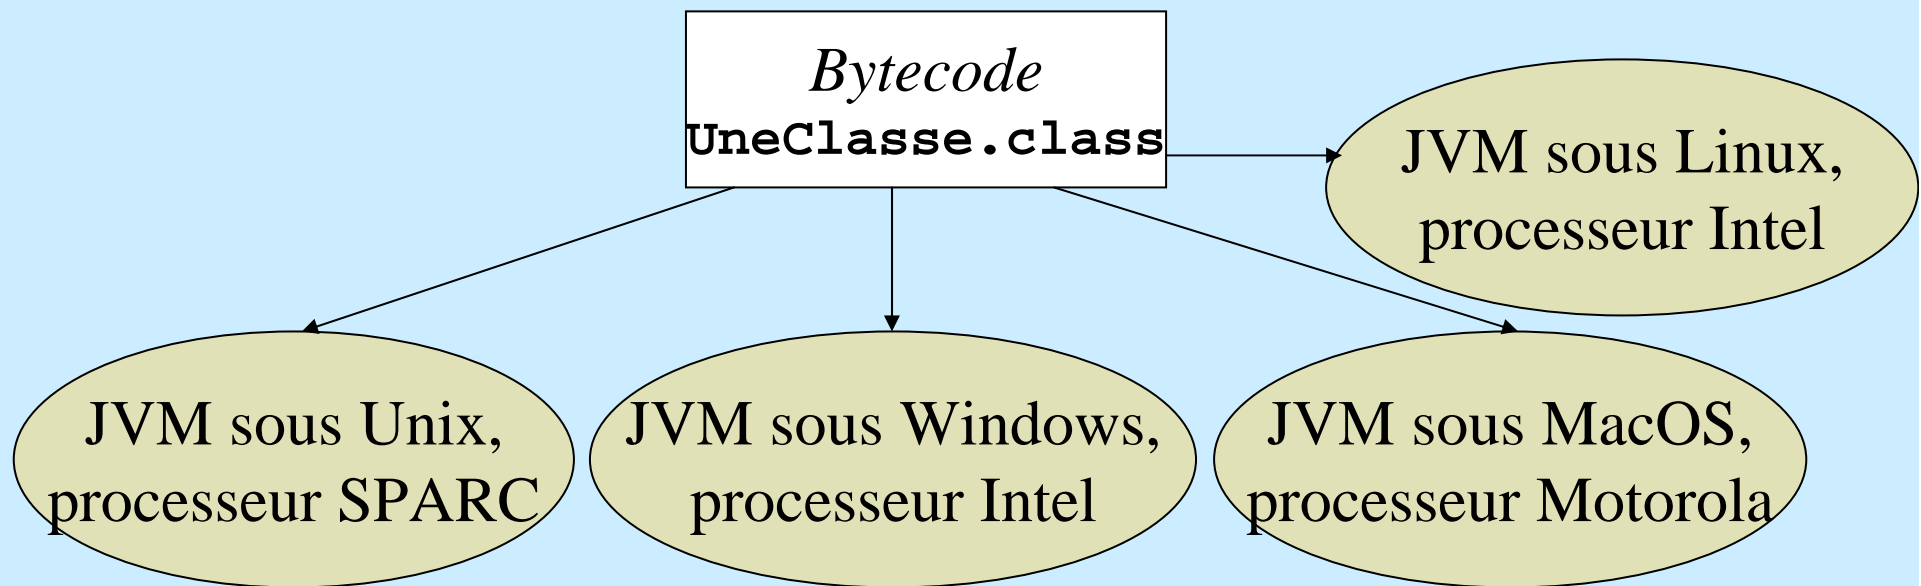 Bytecode
UneClasse.class
JVM sous Linux,
processeur Intel
JVM sous Unix,
processeur SPARC
JVM sous Windows,
processeur Intel
JVM sous MacOS,
processeur Motorola